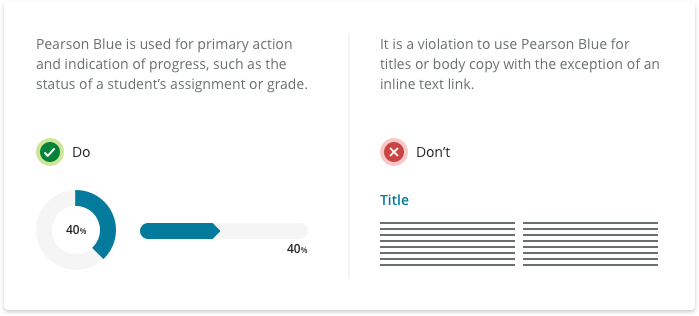 Pearson Blue is used for primary action
and indication of progress, such as the
status of a student’s assignment or grade.
Do
40%
40%
It is a violation to use Pearson Blue for
titles or body copy with the exception of an
inline text link.
Don’t
Title